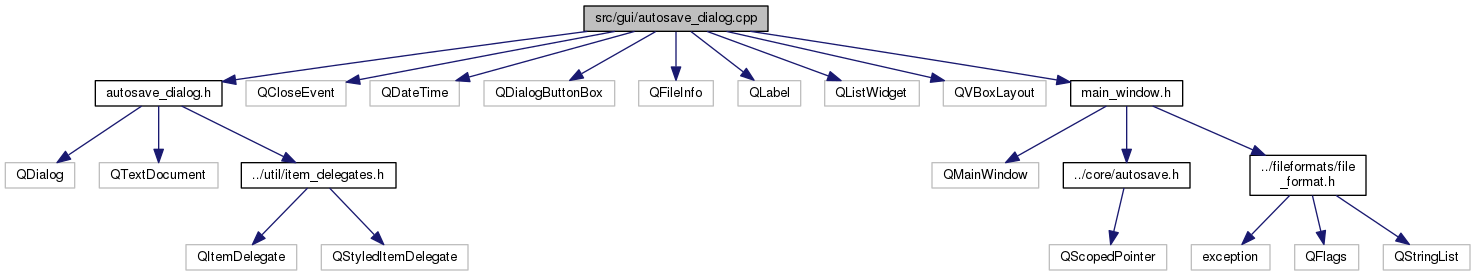 src/gui/autosave_dialog.cpp
autosave_dialog.h
QCloseEvent
QDateTime
QDialogButtonBox
QFileInfo
QLabel
QListWidget
QVBoxLayout
main_window.h
QDialog
QTextDocument
../util/item_delegates.h
QMainWindow
../core/autosave.h
../fileformats/file
_format.h
QItemDelegate
QStyledItemDelegate
QScopedPointer
exception
QFlags
QStringList